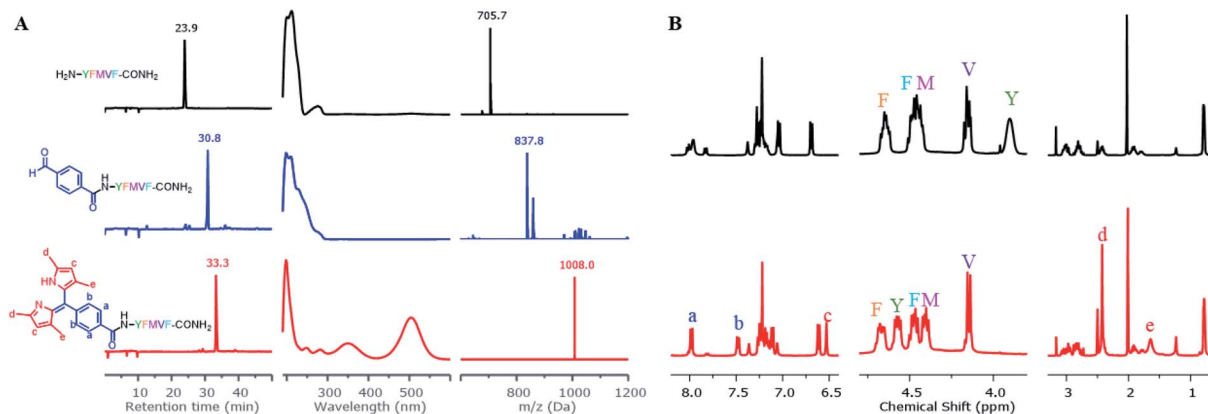 A
23.9
705.7
H₂N-YFMVF-CONH₂
30.8
837.8
H
O
H
N-YFMVF-CONH₂
O
33.3
1008.0
d
c
e
HN
N
b
a
d
c
e
b
a
O
H
N-YFMVF-CONH₂
10 20 30 40
Retention time (min)
200 300 400 500
Wavelength (nm)
600 800 1000 1200
m/z (Da)
B
F
F M
V
Y
a
b
c
F
Y
F M
V
d
e
8.0 7.5 7.0 6.5
4.5 4.0
3 2 1
Chemical Shift (ppm)